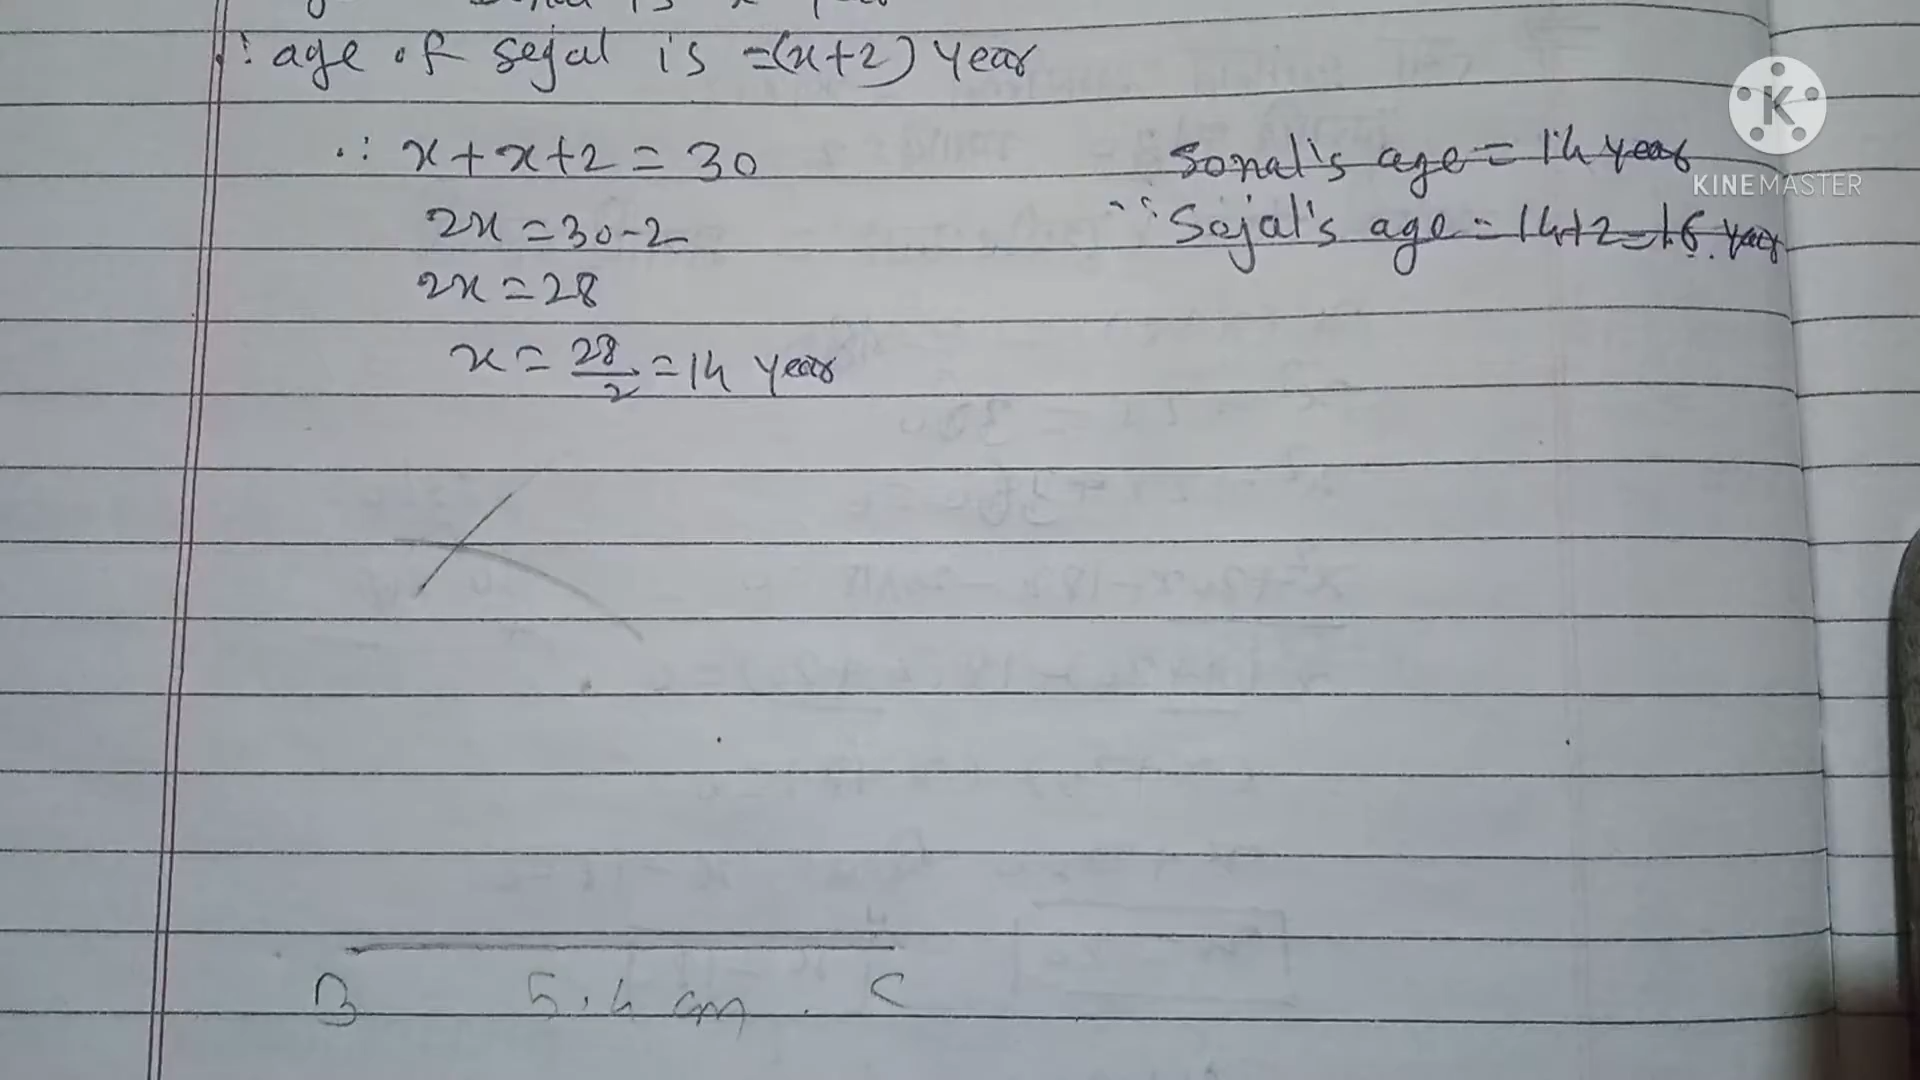 is x
∴ age of sejal is =(x+2) year
∴ x+x+2=30
2x=30-2
2x=28
x=28/2=14 year
Sonal's age=14 year
∴ Sejal's age=14+2=16 year
K
KINEMASTER
B 5.4 cm C